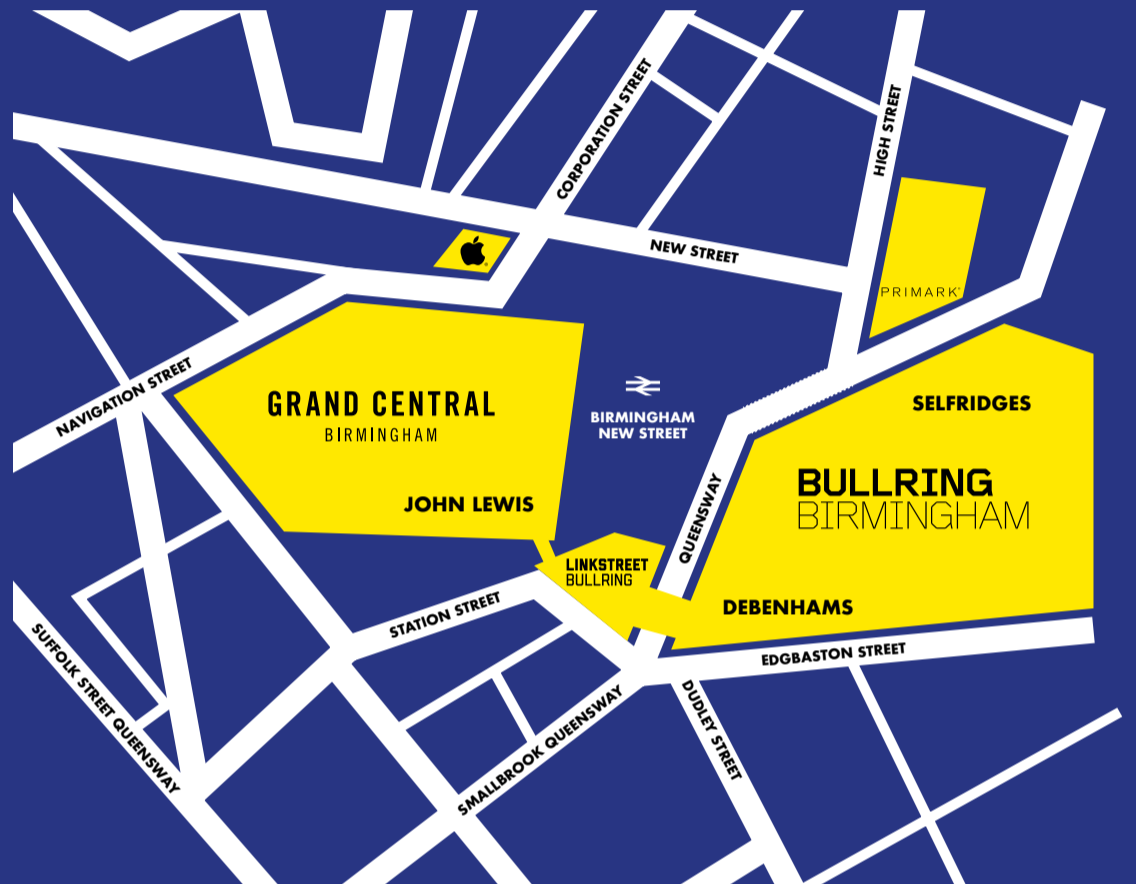 CORPORATION STREET
HIGH STREET
NEW STREET
PRIMARK
NAVIGATION STREET
GRAND CENTRAL
BIRMINGHAM
JOHN LEWIS
BIRMINGHAM
NEW STREET
SELFRIDGES
BULLRING
BIRMINGHAM
QUEENSWAY
LINKSTREET
BULLRING
DEBENHAMS
STATION STREET
EDGBASTON STREET
SUFFOLK STREET QUEENSWAY
SMALLBROOK QUEENSWAY
DUDLEY STREET